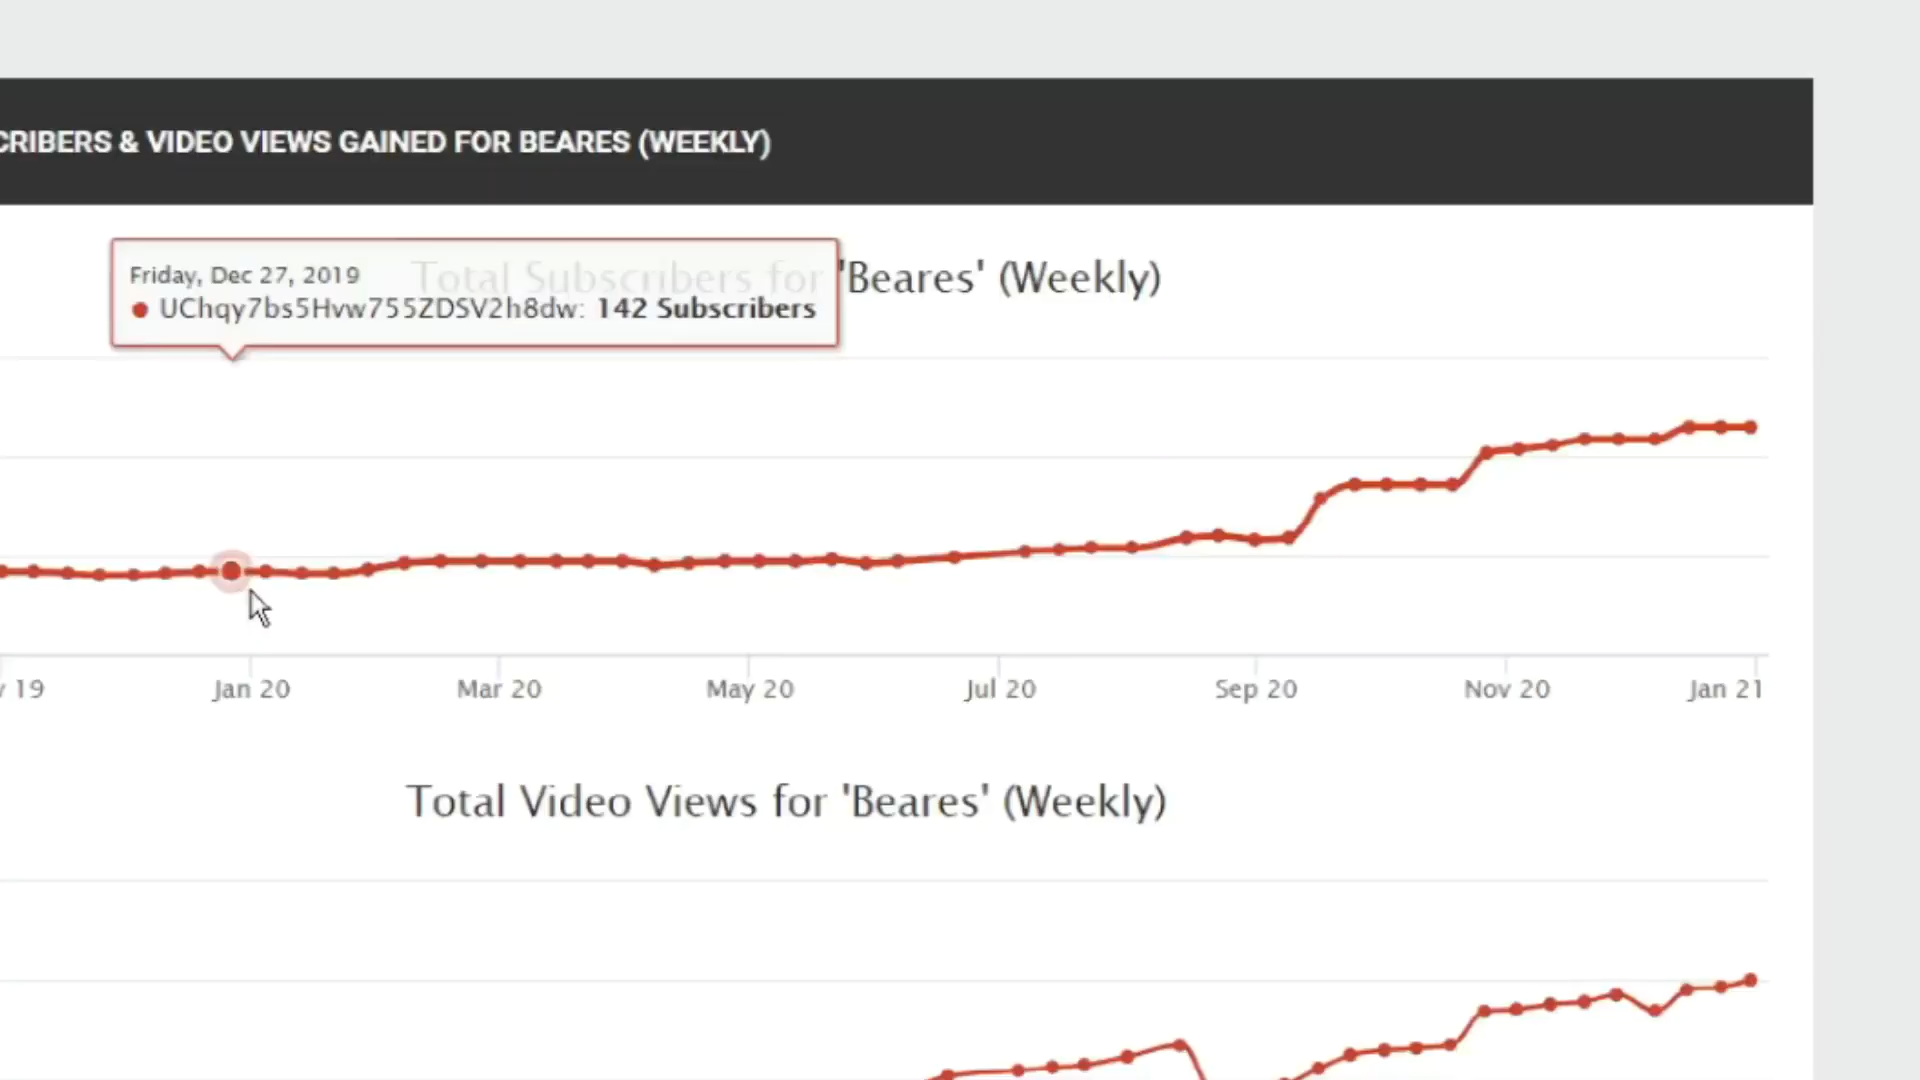 CRIBERS & VIDEO VIEWS GAINED FOR BEARES (WEEKLY)
Total Subscribers for 'Beares' (Weekly)
Friday, Dec 27, 2019
UChqy7bs5Hvw755ZDSV2h8dw: 142 Subscribers
19 Jan 20 Mar 20 May 20 Jul 20 Sep 20 Nov 20 Jan 21
Total Video Views for 'Beares' (Weekly)